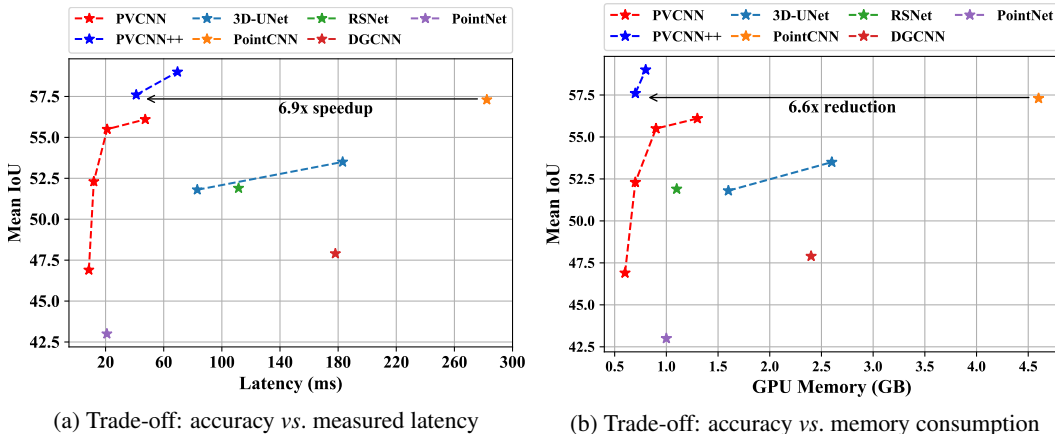 PVCNN 3D-UNet RSNet PointNet
PVCNN++ PointCNN DGCNN
57.5
55.0
52.5
50.0
47.5
45.0
42.5
Mean IoU
6.9x speedup
20 60 100 140 180 220 260 300
Latency (ms)
(a) Trade-off: accuracy vs. measured latency
PVCNN 3D-UNet RSNet PointNet
PVCNN++ PointCNN DGCNN
57.5
55.0
52.5
50.0
47.5
45.0
42.5
Mean IoU
6.6x reduction
0.5 1.0 1.5 2.0 2.5 3.0 3.5 4.0 4.5
GPU Memory (GB)
(b) Trade-off: accuracy vs. memory consumption